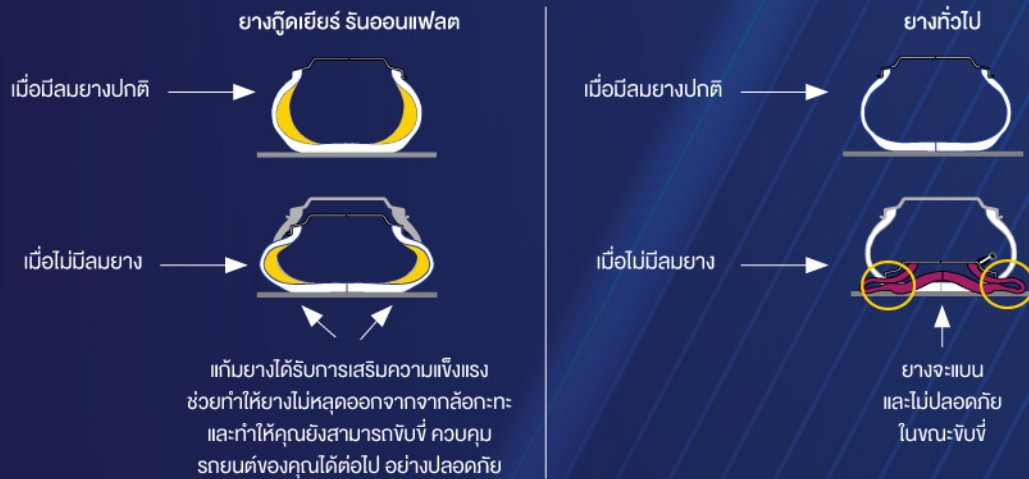 ยางกู๊ดเยียร์ รันออนแฟลต
เมื่อมีลมยางปกติ
เมื่อไม่มีลมยาง
แก้มยางได้รับการเสริมความแข็งแรง
ช่วยทำให้ยางไม่หลุดออกจากจากล้อกะทะ
และทำให้คุณยังสามารถขับขี่ ควบคุม
รถยนต์ของคุณได้ต่อไป อย่างปลอดภัย
ยางทั่วไป
เมื่อมีลมยางปกติ
เมื่อไม่มีลมยาง
ยางจะแบน
และไม่ปลอดภัย
ในขณะขับขี่